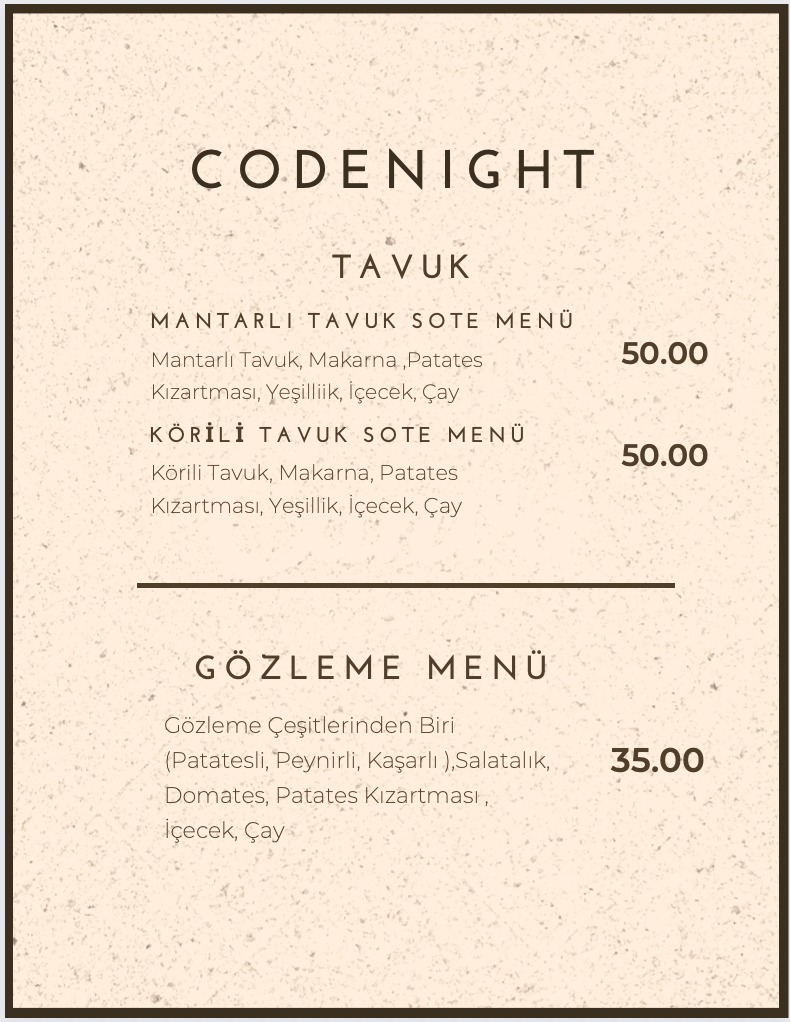 CODENIGHT
TAVUK
MANTARLI TAVUK SOTE MENÜ
Mantarlı Tavuk, Makarna ,Patates
Kızartması, Yeşilliik, İçecek, Çay
50.00
KÖRİLİ TAVUK SOTE MENÜ
Körili Tavuk, Makarna, Patates
Kızartması, Yeşillik, İçecek, Çay
50.00
GÖZLEME MENÜ
Gözleme Çeşitlerinden Biri
(Patatesli, Peynirli, Kaşarlı ),Salatalık,
Domates, Patates Kızartması ,
İçecek, Çay
35.00